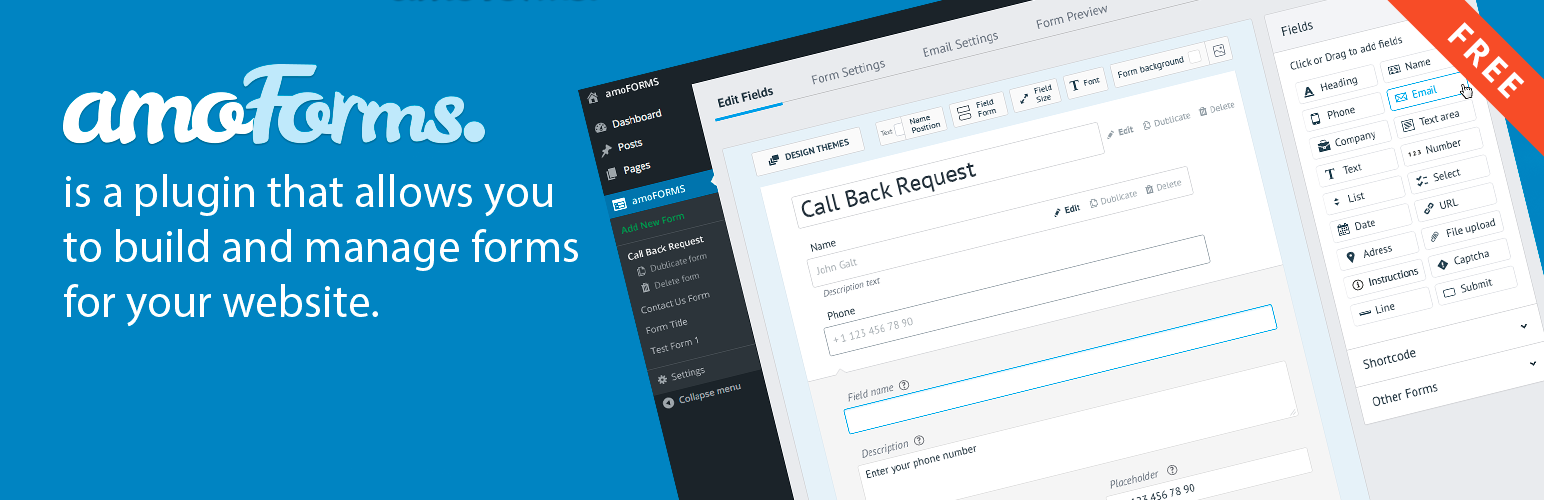 amoForms.
is a plugin that allows you
to build and manage forms
for your website.
amoFORMS
Dashboard
Posts
Pages
amoFORMS
Add New Form
Call Back Request
Dublicate form
Delete form
Contact Us Form
Form Title
Test Form 1
Settings
Collapse menu
Edit Fields
Form Settings
Email Settings
Form Preview
DESIGN THEMES
Text
Name
Position
Field
Form
Field
Size
Font
Form background
Edit
Dublicate
Delete
Call Back Request
Edit
Dublicate
Delete
Name
John Galt
Description text
Phone
+1 123 456 78 90
Field name ?
Description ?
Enter your phone number
Placeholder ?
123 456 78 90
Fields
Click or Drag to add fields
Heading
Name
Phone
Email
Company
Text area
Text
123 Number
List
Select
Date
URL
Adress
File upload
Instructions
Captcha
Line
Submit
Shortcode
Other Forms
FREE